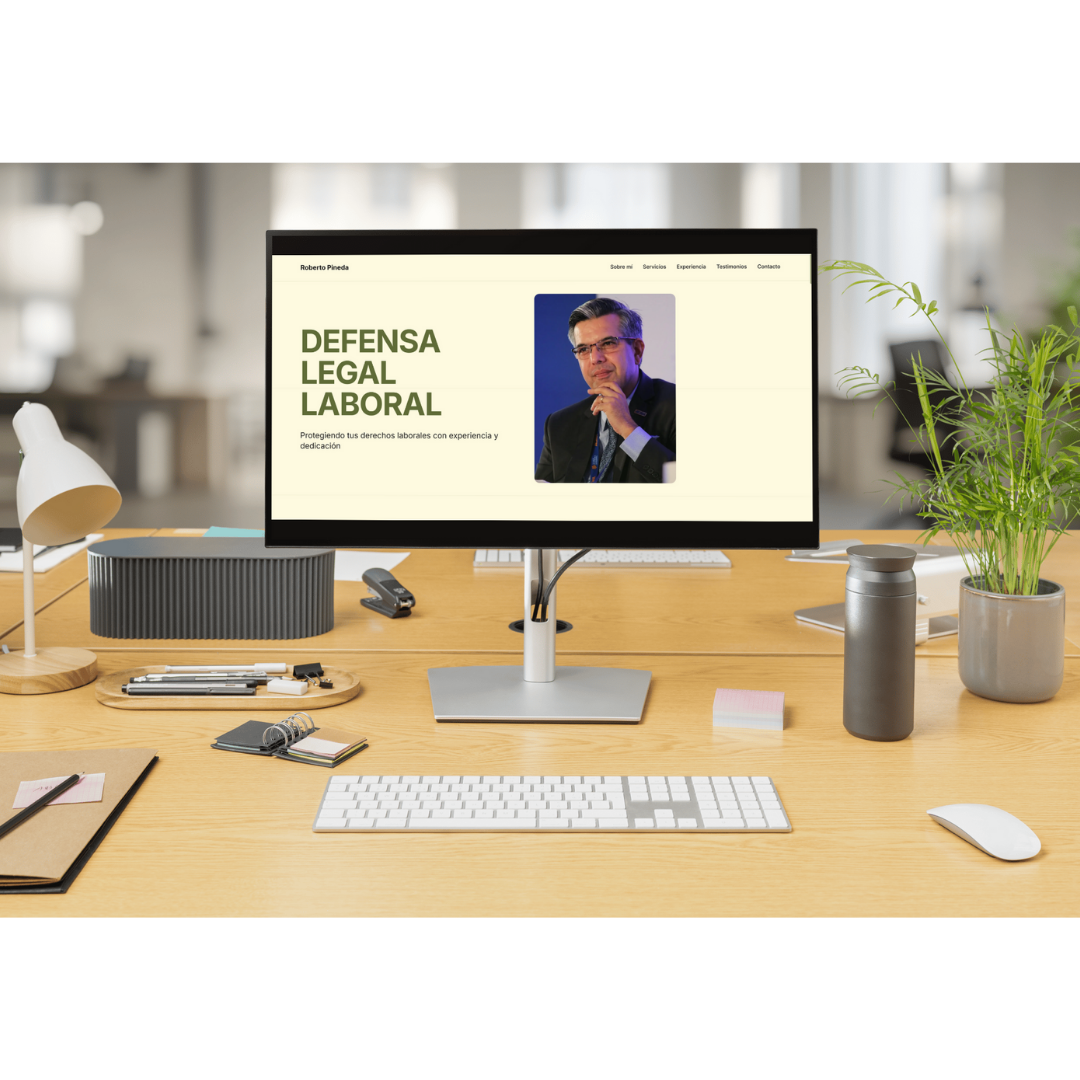 Roberto Pineda
Sobre mí Servicios Experiencia Testimonios Contacto
DEFENSA
LEGAL
LABORAL
Protegiendo tus derechos laborales con experiencia y
dedicación